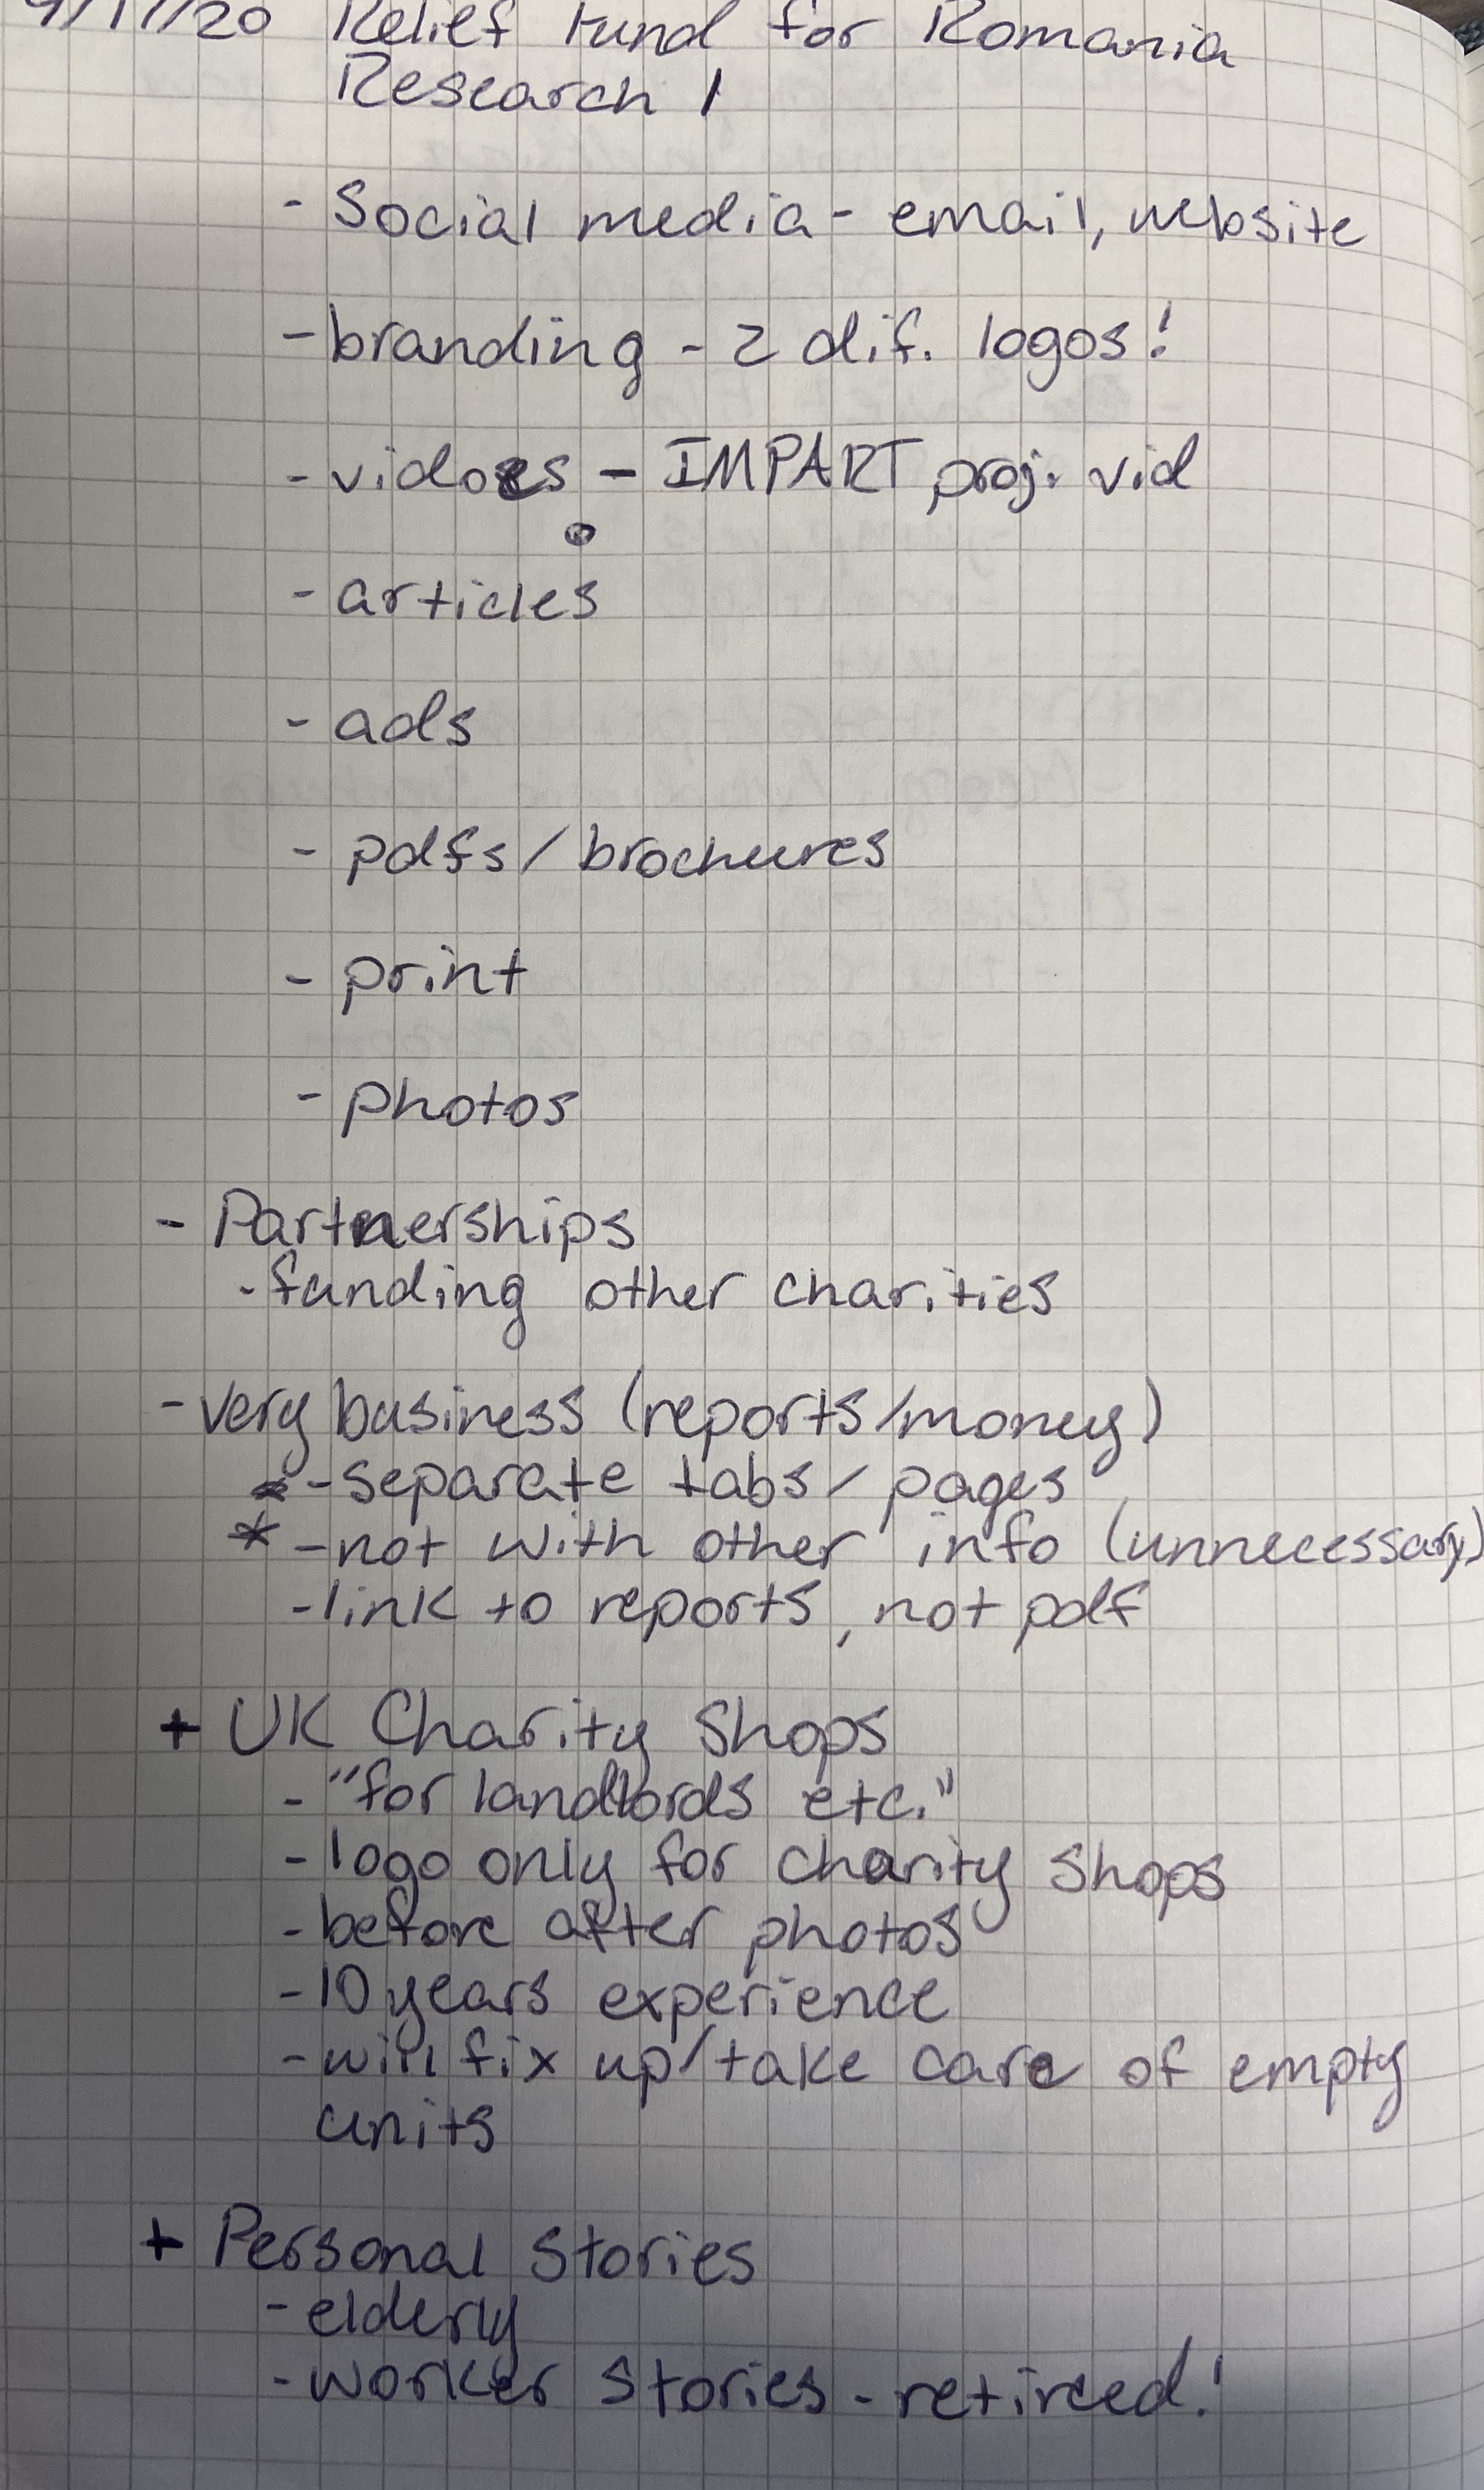 9/17/20 Relief Fund for Romania
Research 1
- Social media - email, website
- branding - 2 dif. logos!
- vidoes - IMPART proj. vid
- articles
- ads
- pdfs / brochures
- print
- photos
- Partnerships
- funding other charities
- very business (reports/money)
- separate tabs/ pages
* - not with other info (unnecessary)
- link to reports, not pdf
+ UK Charity Shops
- "for landlords etc."
- logo only for charity shops
- before after photos
- 10 years experience
- will fix up/take care of empty
units
+ Personal Stories
- elderly
- worker stories - retireed!